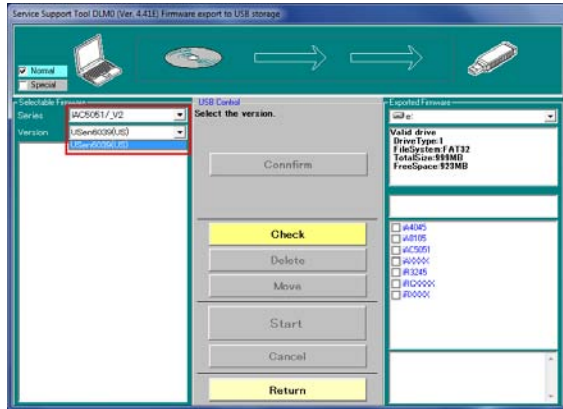 Service Support Tool DLM0 (Ver. 4.41E) Firmware export to USB storage
Normal
Special
Selectable Firmware
Series
iAC5051/_V2
Version
USen6039(US)
USen6039(US)
USB Control
Select the version.
Connfirm
Check
Delete
Move
Start
Cancel
Return
Exported Firmware
e:
Valid drive
DriveType:1
FileSystem:FAT32
TotalSize:999MB
FreeSpace:923MB
iA4045
iA8105
iAC5051
iAXXXX
iR3245
iRCXXXX
iRXXXX